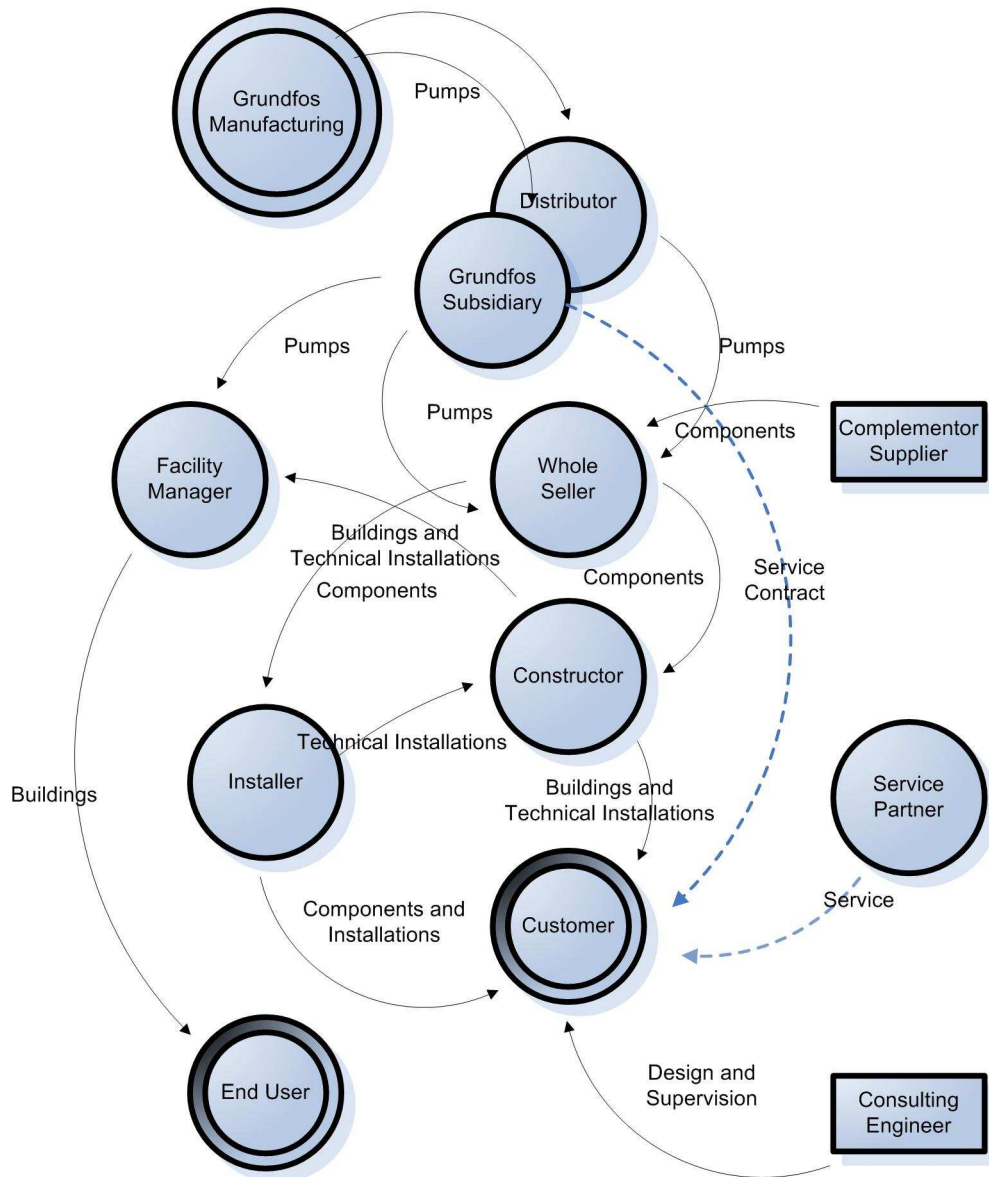 Grundfos
Manufacturing
Pumps
Distributor
Grundfos
Subsidiary
Pumps
Pumps
Pumps
Components
Complementor
Supplier
Facility
Manager
Whole
Seller
Buildings and
Technical Installations
Components
Components
Service
Contract
Constructor
Technical Installations
Installer
Buildings
Buildings and
Technical Installations
Service
Partner
Service
Components and
Installations
Customer
Design and
Supervision
End User
Consulting
Engineer